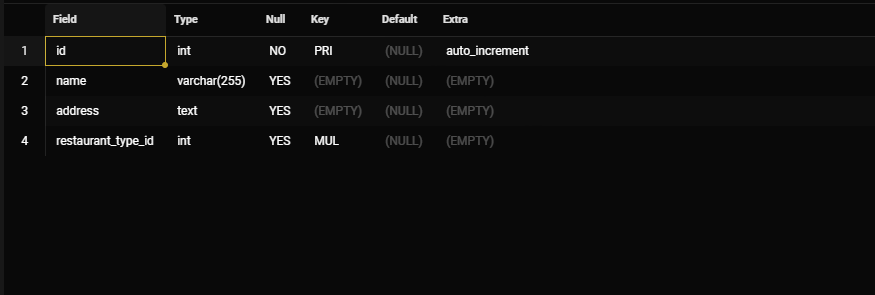 Field Type Null Key Default Extra
1 id int NO PRI (NULL) auto_increment
2 name varchar(255) YES (EMPTY) (NULL) (EMPTY)
3 address text YES (EMPTY) (NULL) (EMPTY)
4 restaurant_type_id int YES MUL (NULL) (EMPTY)